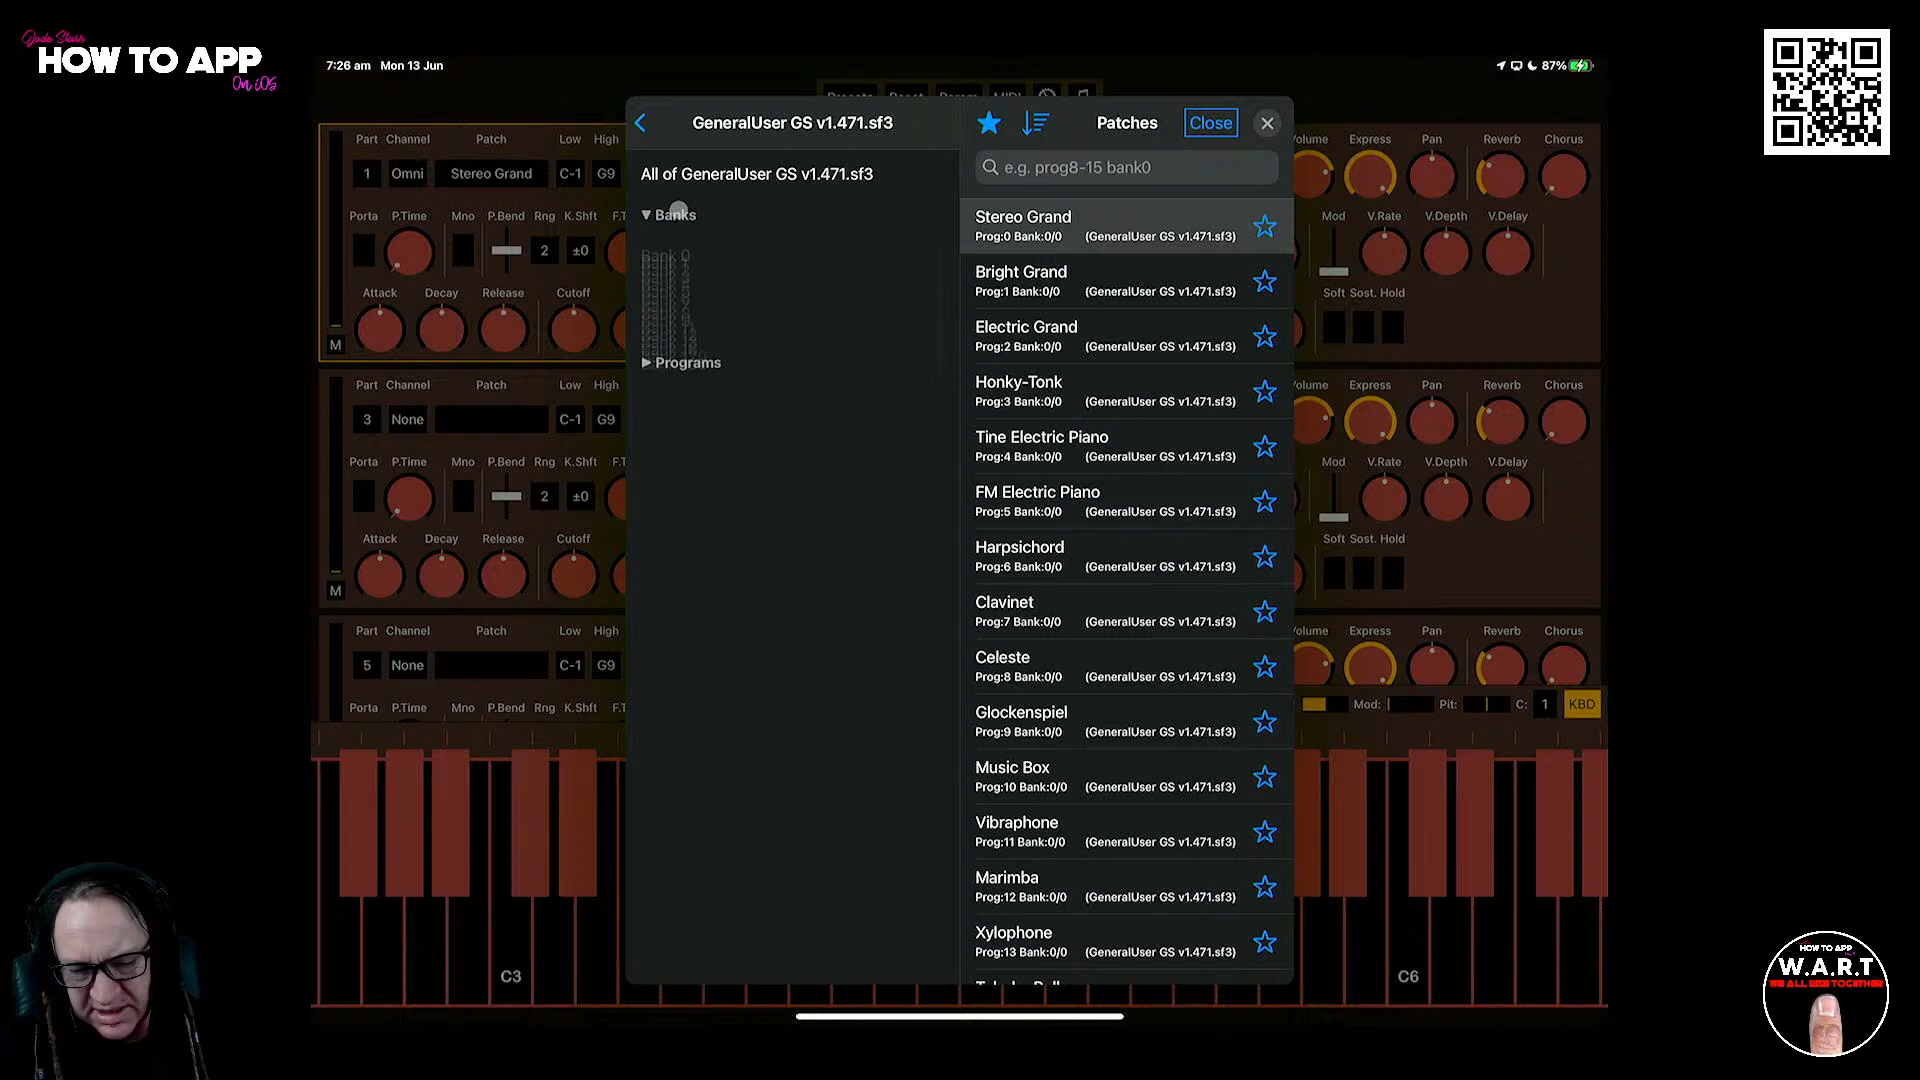 Jade Starr
HOW TO APP
On iOS
7:26 am Mon 13 Jun
87%
GeneralUser GS v1.471.sf3
Patches
Close
All of GeneralUser GS v1.471.sf3
e.g. prog8-15 bank0
Banks
Bank 0
Programs
Stereo Grand
Prog:0 Bank:0/0 (GeneralUser GS v1.471.sf3)
Bright Grand
Prog:1 Bank:0/0 (GeneralUser GS v1.471.sf3)
Electric Grand
Prog:2 Bank:0/0 (GeneralUser GS v1.471.sf3)
Honky-Tonk
Prog:3 Bank:0/0 (GeneralUser GS v1.471.sf3)
Tine Electric Piano
Prog:4 Bank:0/0 (GeneralUser GS v1.471.sf3)
FM Electric Piano
Prog:5 Bank:0/0 (GeneralUser GS v1.471.sf3)
Harpsichord
Prog:6 Bank:0/0 (GeneralUser GS v1.471.sf3)
Clavinet
Prog:7 Bank:0/0 (GeneralUser GS v1.471.sf3)
Celeste
Prog:8 Bank:0/0 (GeneralUser GS v1.471.sf3)
Glockenspiel
Prog:9 Bank:0/0 (GeneralUser GS v1.471.sf3)
Music Box
Prog:10 Bank:0/0 (GeneralUser GS v1.471.sf3)
Vibraphone
Prog:11 Bank:0/0 (GeneralUser GS v1.471.sf3)
Marimba
Prog:12 Bank:0/0 (GeneralUser GS v1.471.sf3)
Xylophone
Prog:13 Bank:0/0 (GeneralUser GS v1.471.sf3)
Part Channel Patch Low High
1 Omni Stereo Grand C-1 G9
Porta P.Time Mno P.Bend Rng K.Shft
2 ±0
Attack Decay Release Cutoff
M
Part Channel Patch Low High
3 None C-1 G9
Porta P.Time Mno P.Bend Rng K.Shft
2 ±0
Attack Decay Release Cutoff
M
Part Channel Patch Low High
5 None C-1 G9
Porta P.Time Mno P.Bend Rng K.Shft
Express Pan Reverb Chorus
Mod V.Rate V.Depth V.Delay
Soft Sost. Hold
Express Pan Reverb Chorus
Mod V.Rate V.Depth V.Delay
Soft Sost. Hold
Express Pan Reverb Chorus
Mod: Pit: C: 1 KBD
C3
C6
HOW TO APP
W.A.R.T
WE ALL RISE TOGETHER